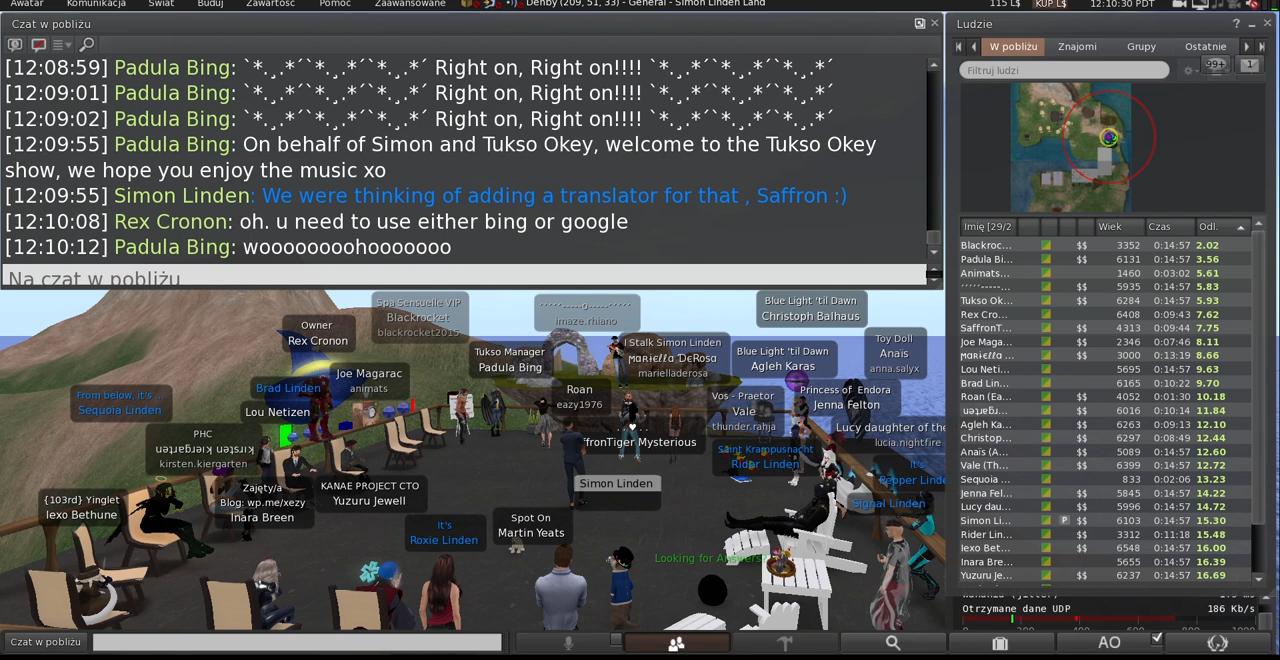 Awatar Komunikacja Świat Buduj Zawartość Pomoc Zaawansowane Denby (209, 51, 33) - General - Simon Linden Land 115 L$ KUP L$ 12:10:30 PDT
Czat w pobliżu
[12:08:59] Padula Bing: `*.¸.*´`*.¸.*´`*.¸.*´ Right on, Right on!!!! `*.¸.*´`*.¸.*´`*.¸.*´
[12:09:01] Padula Bing: `*.¸.*´`*.¸.*´`*.¸.*´ Right on, Right on!!!! `*.¸.*´`*.¸.*´`*.¸.*´
[12:09:02] Padula Bing: `*.¸.*´`*.¸.*´`*.¸.*´ Right on, Right on!!!! `*.¸.*´`*.¸.*´`*.¸.*´
[12:09:55] Padula Bing: On behalf of Simon and Tukso Okey, welcome to the Tukso Okey
show, we hope you enjoy the music xo
[12:09:55] Simon Linden: We were thinking of adding a translator for that , Saffron :)
[12:10:08] Rex Cronon: oh. u need to use either bing or google
[12:10:12] Padula Bing: woooooooohooooooo
Na czat w pobliżu
Spa Sensuelle VIP
Blackrocket
blackrocket2015
imaze.rhiano
Blue Light 'til Dawn
Christoph Balhaus
Owner
Rex Cronon
Tukso Manager
Padula Bing
I Stalk Simon Linden
marielladerosa
Blue Light 'til Dawn
Agleh Karas
Toy Doll
Anaïs
anna.salyx
Joe Magarac
animats
Brad Linden
From below, it's ...
Sequoia Linden
Lou Netizen
Roan
eazy1976
Vos - Praetor
Vale
thunder.rahja
Princess of Endora
Jenna Felton
PHC
kirsten.kiergarten
ffronTiger Mysterious
Lucy daughter of the
lucia.nightfire
Saint Krampusnacht
Rider Linden
It's
Pepper Linde
Simon Linden
Signal Linden
{103rd} Yinglet
Iexo Bethune
Zajęty/a
Blog: wp.me/xezy
Inara Breen
KANAE PROJECT CTO
Yuzuru Jewell
It's
Roxie Linden
Spot On
Martin Yeats
Looking for Answers?
Czat w pobliżu
Ludzie
W pobliżu Znajomi Grupy Ostatnie
Filtruj ludzi 99+ 1
Imię [29/2 Wiek Czas Odl.
Blackroc... $$ 3352 0:14:57 2.02
Padula Bi... $$ 6131 0:14:57 3.56
Animats... 1460 0:03:02 5.61
´´´´´-----... $$ 5935 0:14:57 5.83
Tukso Ok... $$ 6284 0:14:57 5.93
Rex Cro... 6408 0:09:43 7.62
SaffronT... $$ 4313 0:09:44 7.75
Joe Maga... $$ 2346 0:07:46 8.11
$$ 3000 0:13:19 8.66
Lou Neti... $$ 5695 0:14:57 9.63
Brad Lin... $$ 6165 0:10:22 9.70
Roan (Ea... $$ 4052 0:01:30 10.18
$$ 6016 0:10:14 11.84
Agleh Ka... $$ 6263 0:09:13 12.10
Christop... $$ 6297 0:08:49 12.44
Anaïs (A... $$ 5089 0:14:57 12.60
Vale (Th... $$ 6399 0:14:57 12.72
Sequoia ... 833 0:02:06 13.23
Jenna Fel... $$ 5845 0:14:57 14.22
Lucy dau... $$ 5996 0:14:57 14.72
Simon Li... P $$ 6103 0:14:57 15.30
Rider Lin... $$ 3312 0:11:18 15.48
Iexo Bet... $$ 6548 0:14:57 16.00
Inara Bre... 5655 0:14:57 16.39
Yuzuru Je... $$ 6237 0:14:57 16.69
Otrzymane dane UDP 186 Kb/s
AO